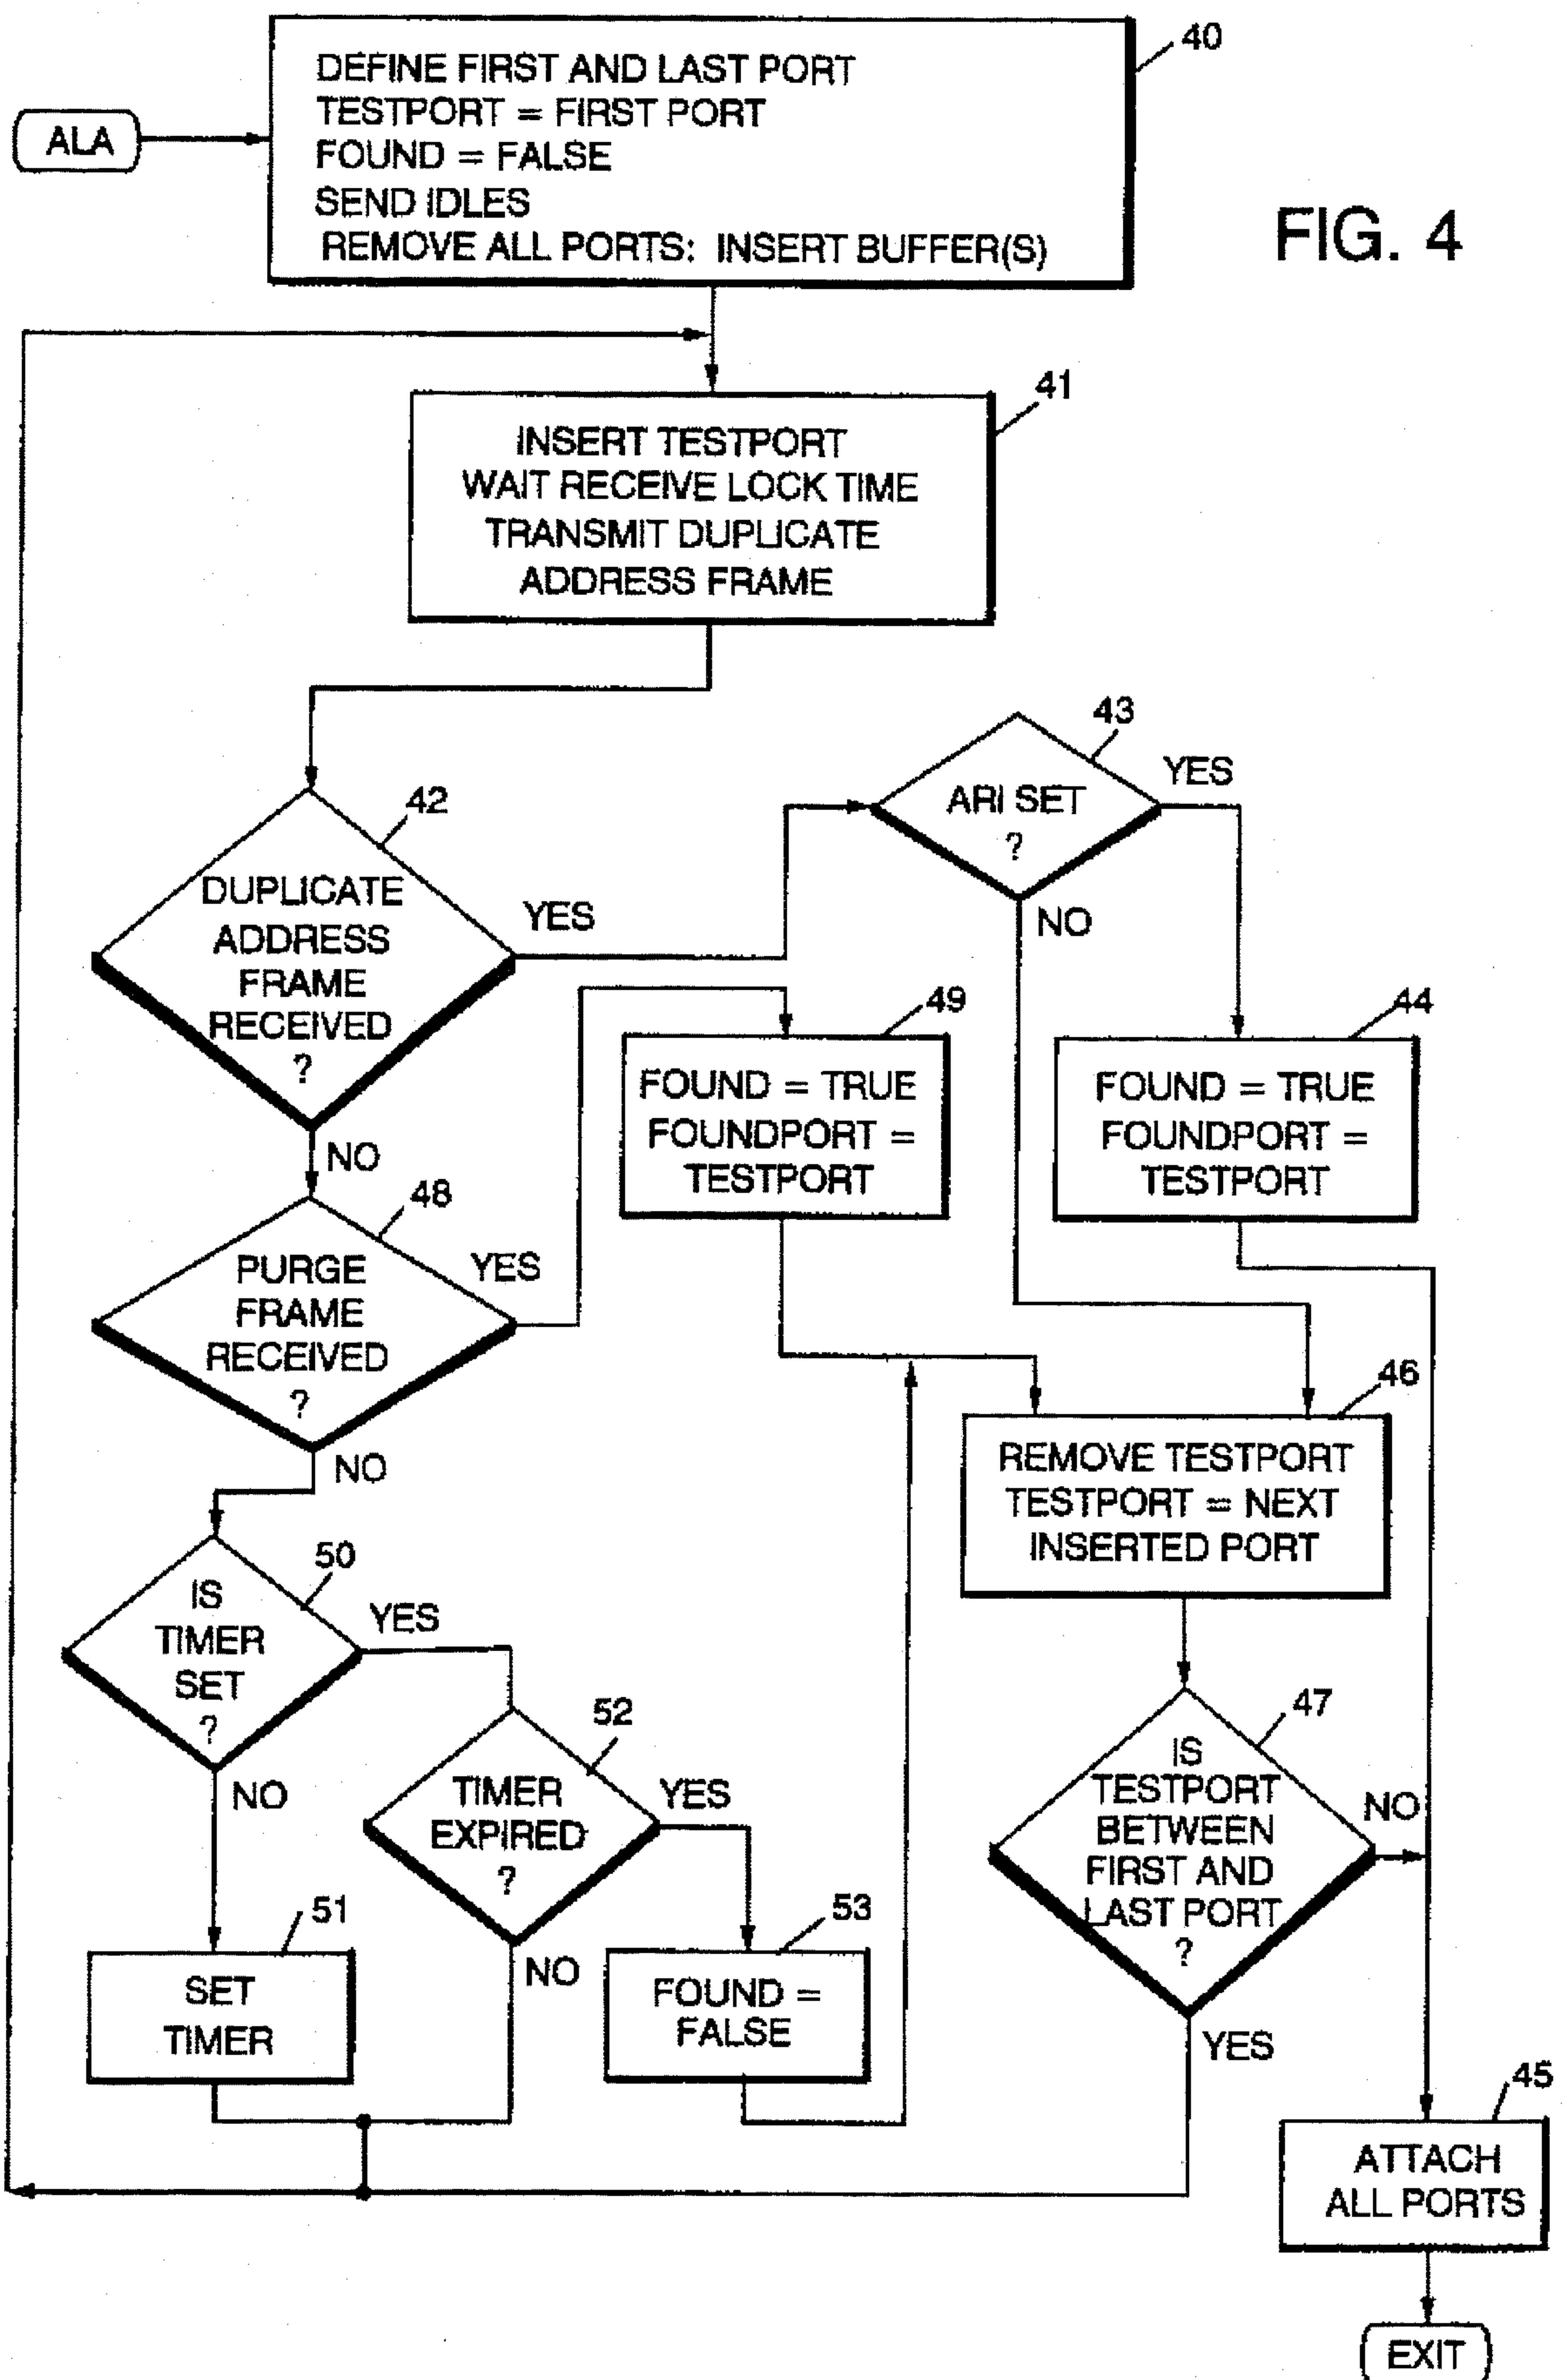 40
DEFINE FIRST AND LAST PORT
TESTPORT = FIRST PORT
FOUND = FALSE
SEND IDLES
REMOVE ALL PORTS: INSERT BUFFER(S)
ALA
FIG. 4
41
INSERT TESTPORT
WAIT RECEIVE LOCK TIME
TRANSMIT DUPLICATE
ADDRESS FRAME
42
DUPLICATE
ADDRESS
FRAME
RECEIVED
?
YES
NO
43
ARI SET
?
YES
NO
49
FOUND = TRUE
FOUNDPORT =
TESTPORT
44
FOUND = TRUE
FOUNDPORT =
TESTPORT
48
PURGE
FRAME
RECEIVED
?
YES
NO
46
REMOVE TESTPORT
TESTPORT = NEXT
INSERTED PORT
50
IS
TIMER
SET
?
YES
NO
52
TIMER
EXPIRED
?
YES
NO
47
IS
TESTPORT
BETWEEN
FIRST AND
LAST PORT
?
NO
YES
51
SET
TIMER
53
FOUND =
FALSE
45
ATTACH
ALL PORTS
EXIT